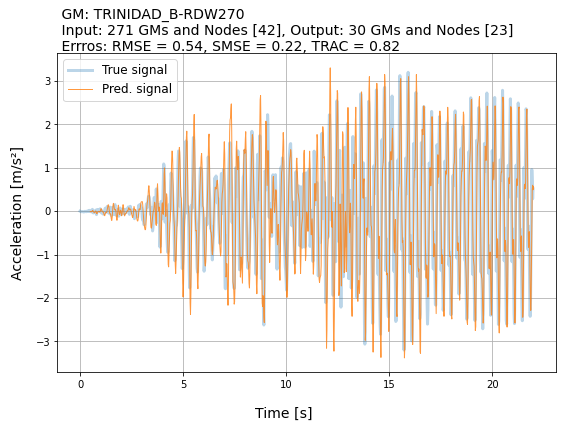 GM: TRINIDAD_B-RDW270
Input: 271 GMs and Nodes [42], Output: 30 GMs and Nodes [23]
Errros: RMSE = 0.54, SMSE = 0.22, TRAC = 0.82
True signal
Pred. signal
3
2
1
0
−1
−2
−3
Acceleration [m/s²]
0 5 10 15 20
Time [s]